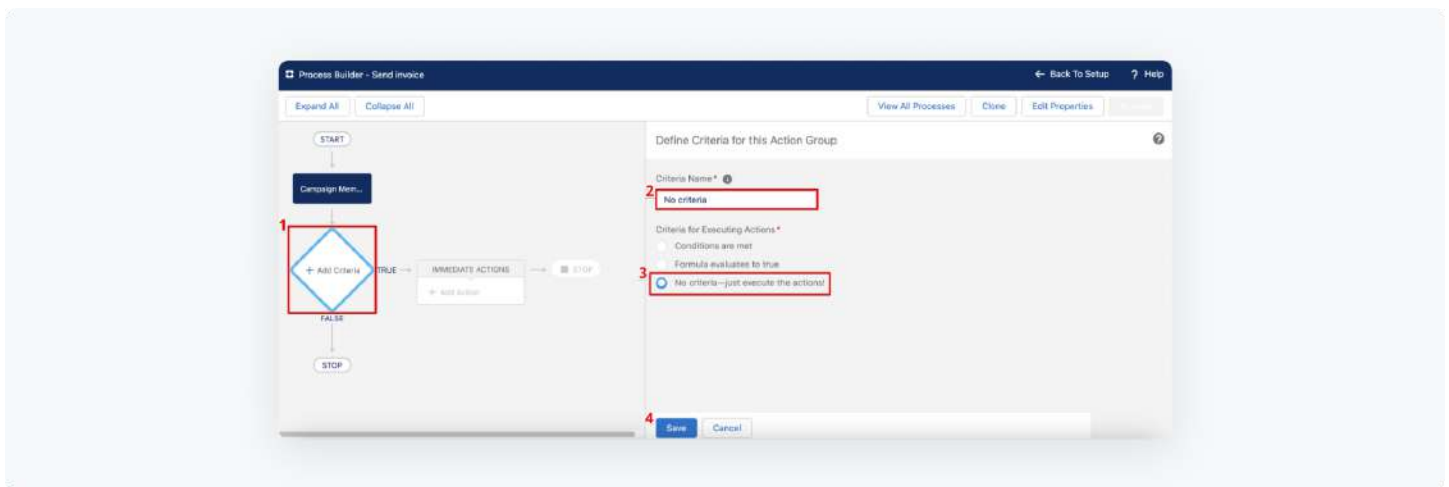 Process Builder - Send invoice
← Back To Setup ? Help
Expand All Collapse All
View All Processes Clone Edit Properties
START
Define Criteria for this Action Group
Campaign Mem...
Criteria Name*
2
No criteria
1
Criteria for Executing Actions*
Conditions are met
+ Add Criteria TRUE IMMEDIATE ACTIONS STOP
Formula evaluates to true
3
No criteria—just execute the actions!
+ Add Action
FALSE
STOP
4
Save Cancel